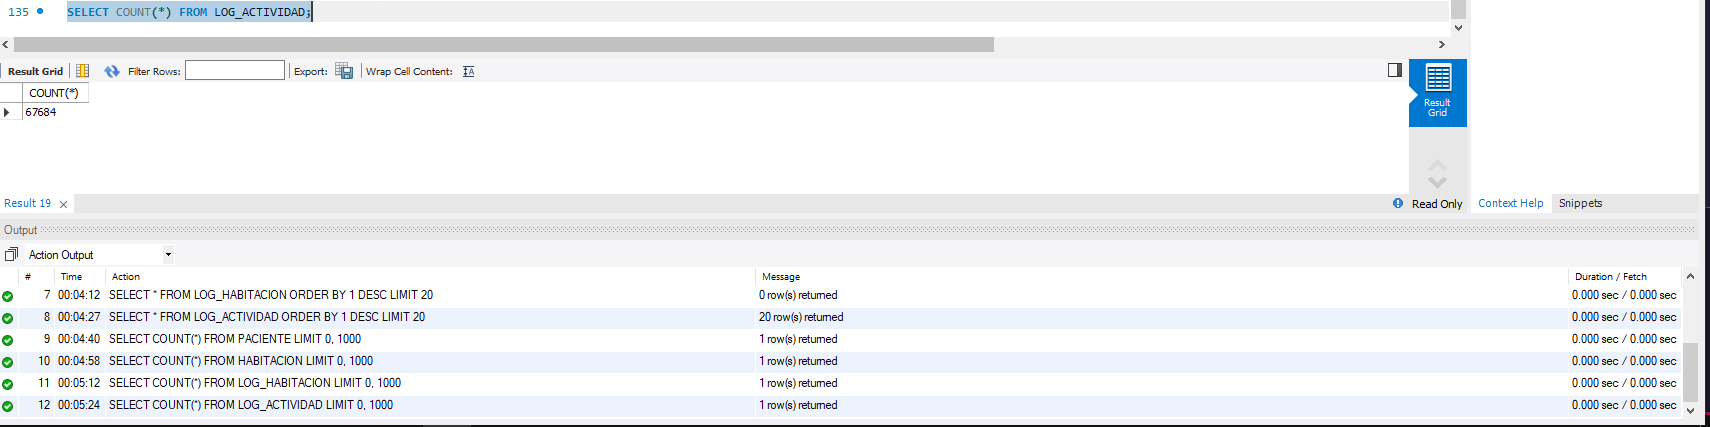 135 SELECT COUNT(*) FROM LOG_ACTIVIDAD;
Result Grid Filter Rows: Export: Wrap Cell Content:
COUNT(*)
67684
Result
Grid
Result 19 Read Only Context Help Snippets
Output
Action Output
# Time Action Message Duration / Fetch
7 00:04:12 SELECT * FROM LOG_HABITACION ORDER BY 1 DESC LIMIT 20 0 row(s) returned 0.000 sec / 0.000 sec
8 00:04:27 SELECT * FROM LOG_ACTIVIDAD ORDER BY 1 DESC LIMIT 20 20 row(s) returned 0.000 sec / 0.000 sec
9 00:04:40 SELECT COUNT(*) FROM PACIENTE LIMIT 0, 1000 1 row(s) returned 0.000 sec / 0.000 sec
10 00:04:58 SELECT COUNT(*) FROM HABITACION LIMIT 0, 1000 1 row(s) returned 0.000 sec / 0.000 sec
11 00:05:12 SELECT COUNT(*) FROM LOG_HABITACION LIMIT 0, 1000 1 row(s) returned 0.000 sec / 0.000 sec
12 00:05:24 SELECT COUNT(*) FROM LOG_ACTIVIDAD LIMIT 0, 1000 1 row(s) returned 0.000 sec / 0.000 sec